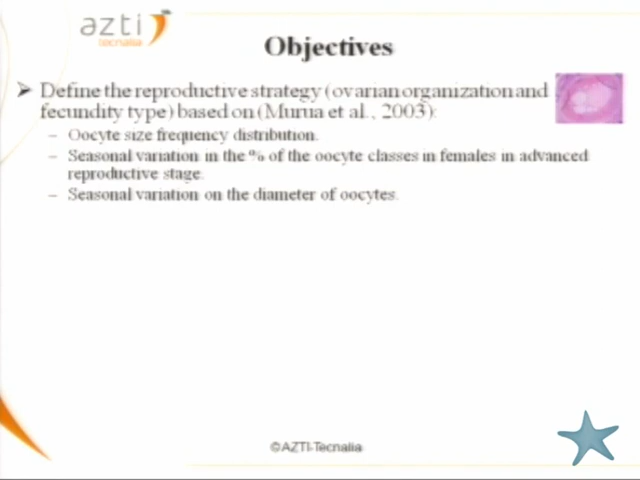 azti
tecnalia
Objectives
Define the reproductive strategy (ovarian organization and
fecundity type) based on (Murua et al., 2003):
– Oocyte size frequency distribution.
– Seasonal variation in the % of the oocyte classes in females in advanced
reproductive stage.
– Seasonal variation on the diameter of oocytes.
©AZTI-Tecnalia